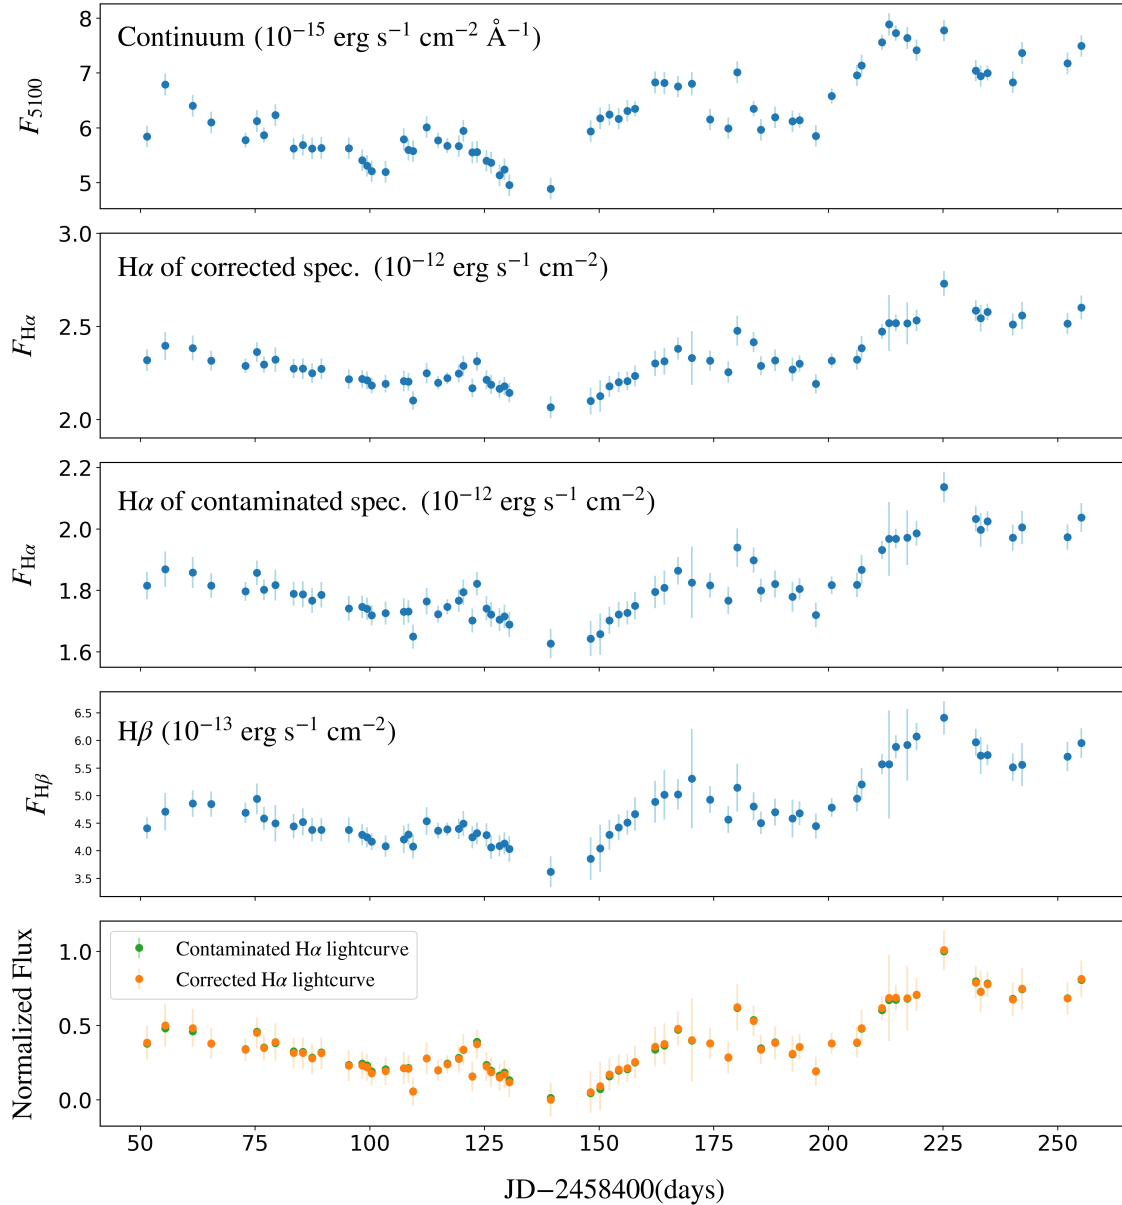 Continuum (10⁻¹⁵ erg s⁻¹ cm⁻² Å⁻¹)
F₅₁₀₀
8
7
6
5
Hα of corrected spec. (10⁻¹² erg s⁻¹ cm⁻²)
F_Hα
3.0
2.5
2.0
Hα of contaminated spec. (10⁻¹² erg s⁻¹ cm⁻²)
F_Hα
2.2
2.0
1.8
1.6
Hβ (10⁻¹³ erg s⁻¹ cm⁻²)
F_Hβ
6.5
6.0
5.5
5.0
4.5
4.0
3.5
Contaminated Hα lightcurve
Corrected Hα lightcurve
Normalized Flux
1.0
0.5
0.0
50 75 100 125 150 175 200 225 250
JD−2458400(days)